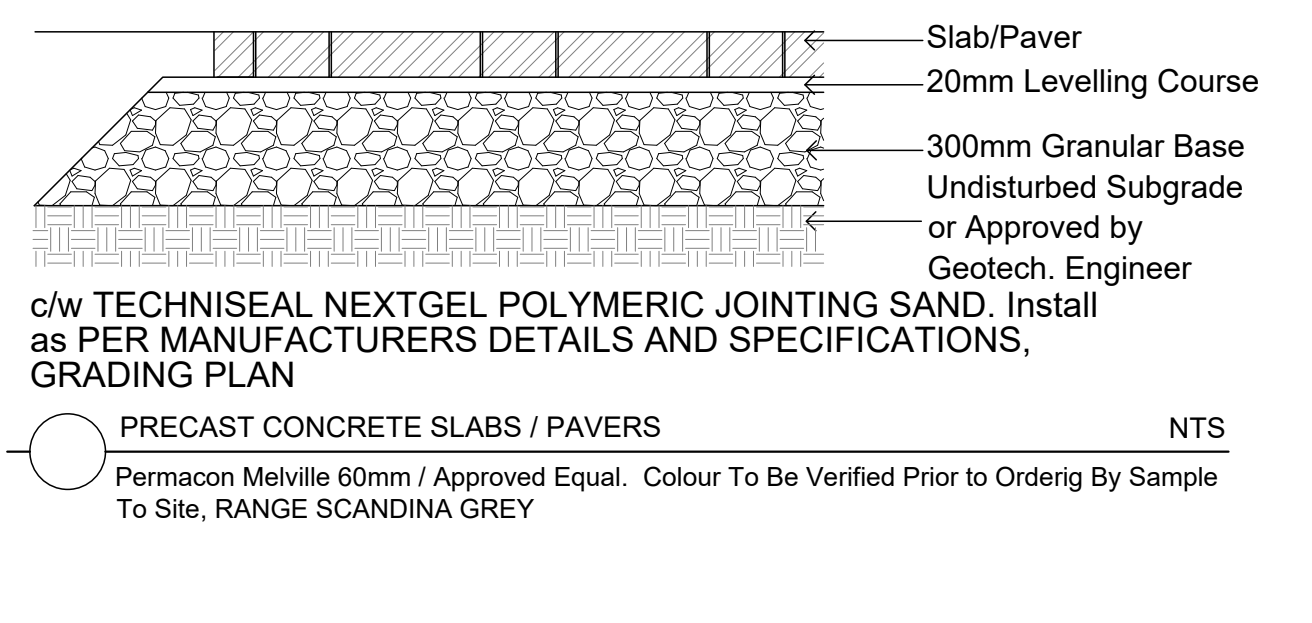 Slab/Paver
20mm Levelling Course
300mm Granular Base
Undisturbed Subgrade
or Approved by
Geotech. Engineer
c/w TECHNISEAL NEXTGEL POLYMERIC JOINTING SAND. Install
as PER MANUFACTURERS DETAILS AND SPECIFICATIONS,
GRADING PLAN
PRECAST CONCRETE SLABS / PAVERS NTS
Permacon Melville 60mm / Approved Equal.  Colour To Be Verified Prior to Orderig By Sample
To Site, RANGE SCANDINA GREY